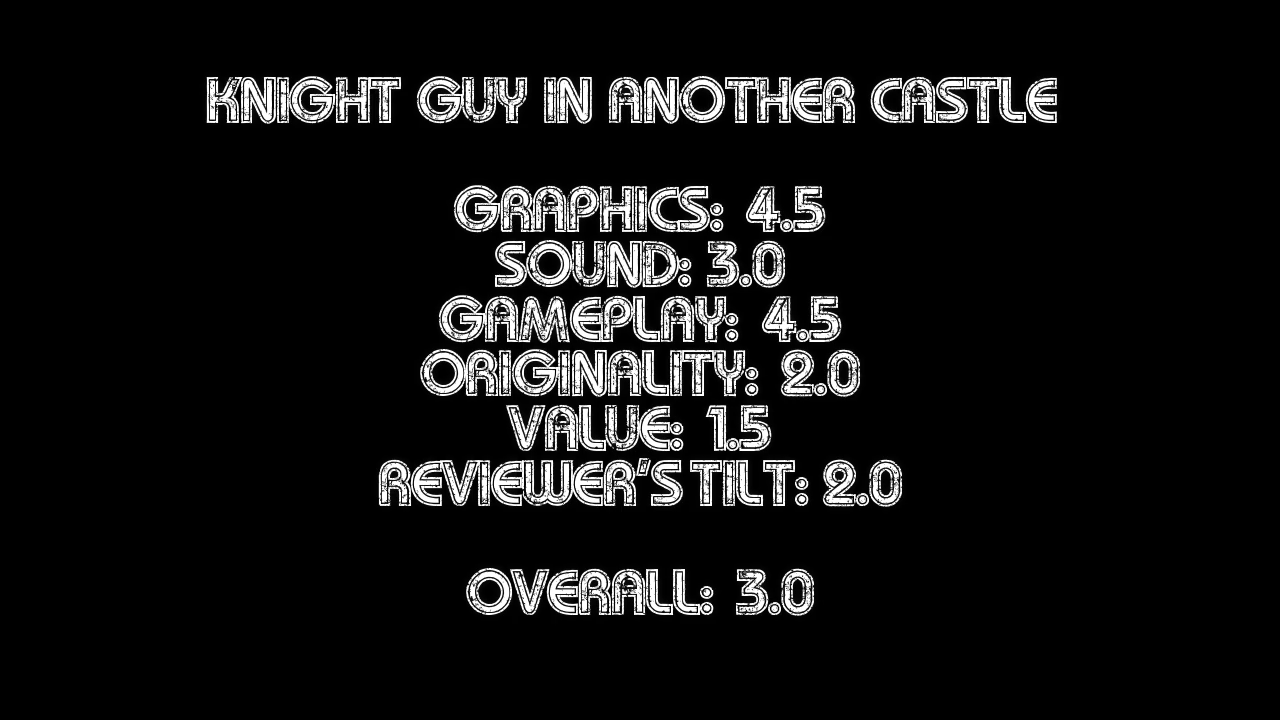 KNIGHT GUY IN ANOTHER CASTLE
GRAPHICS: 4.5
SOUND: 3.0
GAMEPLAY: 4.5
ORIGINALITY: 2.0
VALUE: 1.5
REVIEWER'S TILT: 2.0
OVERALL: 3.0